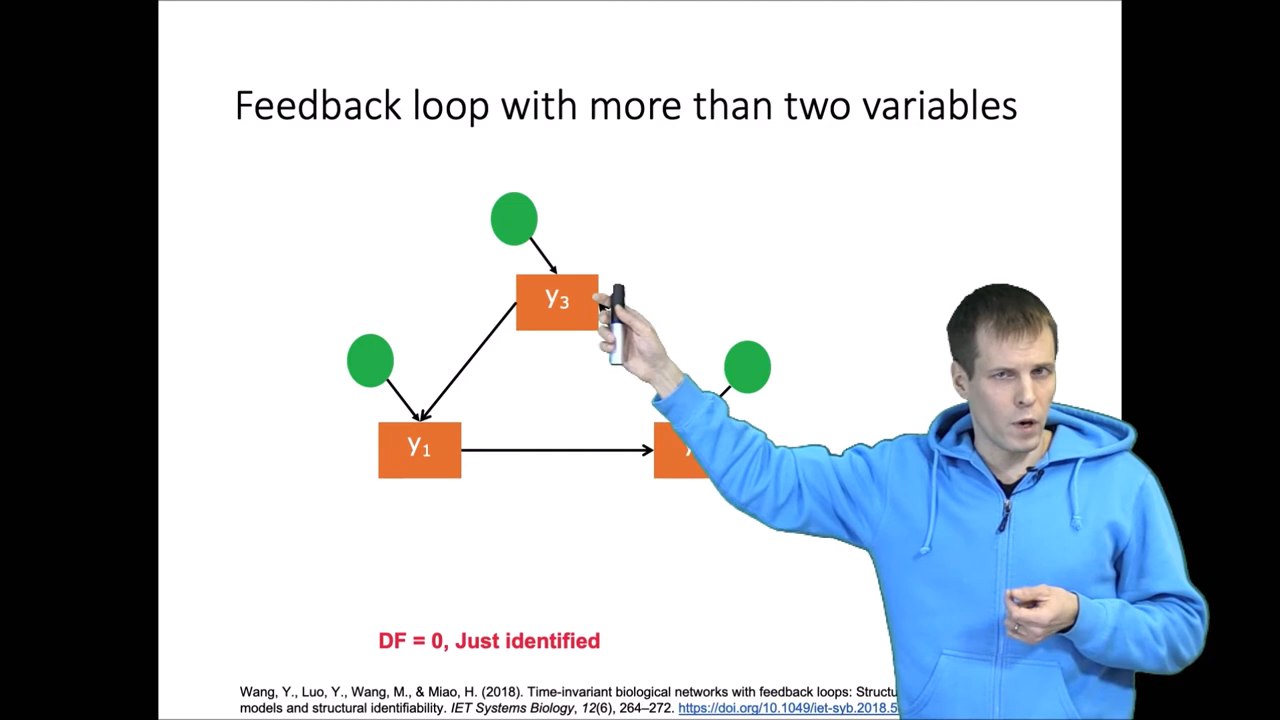 Feedback loop with more than two variables
y₃
y₁
DF = 0, Just identified
Wang, Y., Luo, Y., Wang, M., & Miao, H. (2018). Time-invariant biological networks with feedback loops:
models and structural identifiability. IET Systems Biology, 12(6), 264–272. https://doi.org/10.1049/iet-syb.2018.5